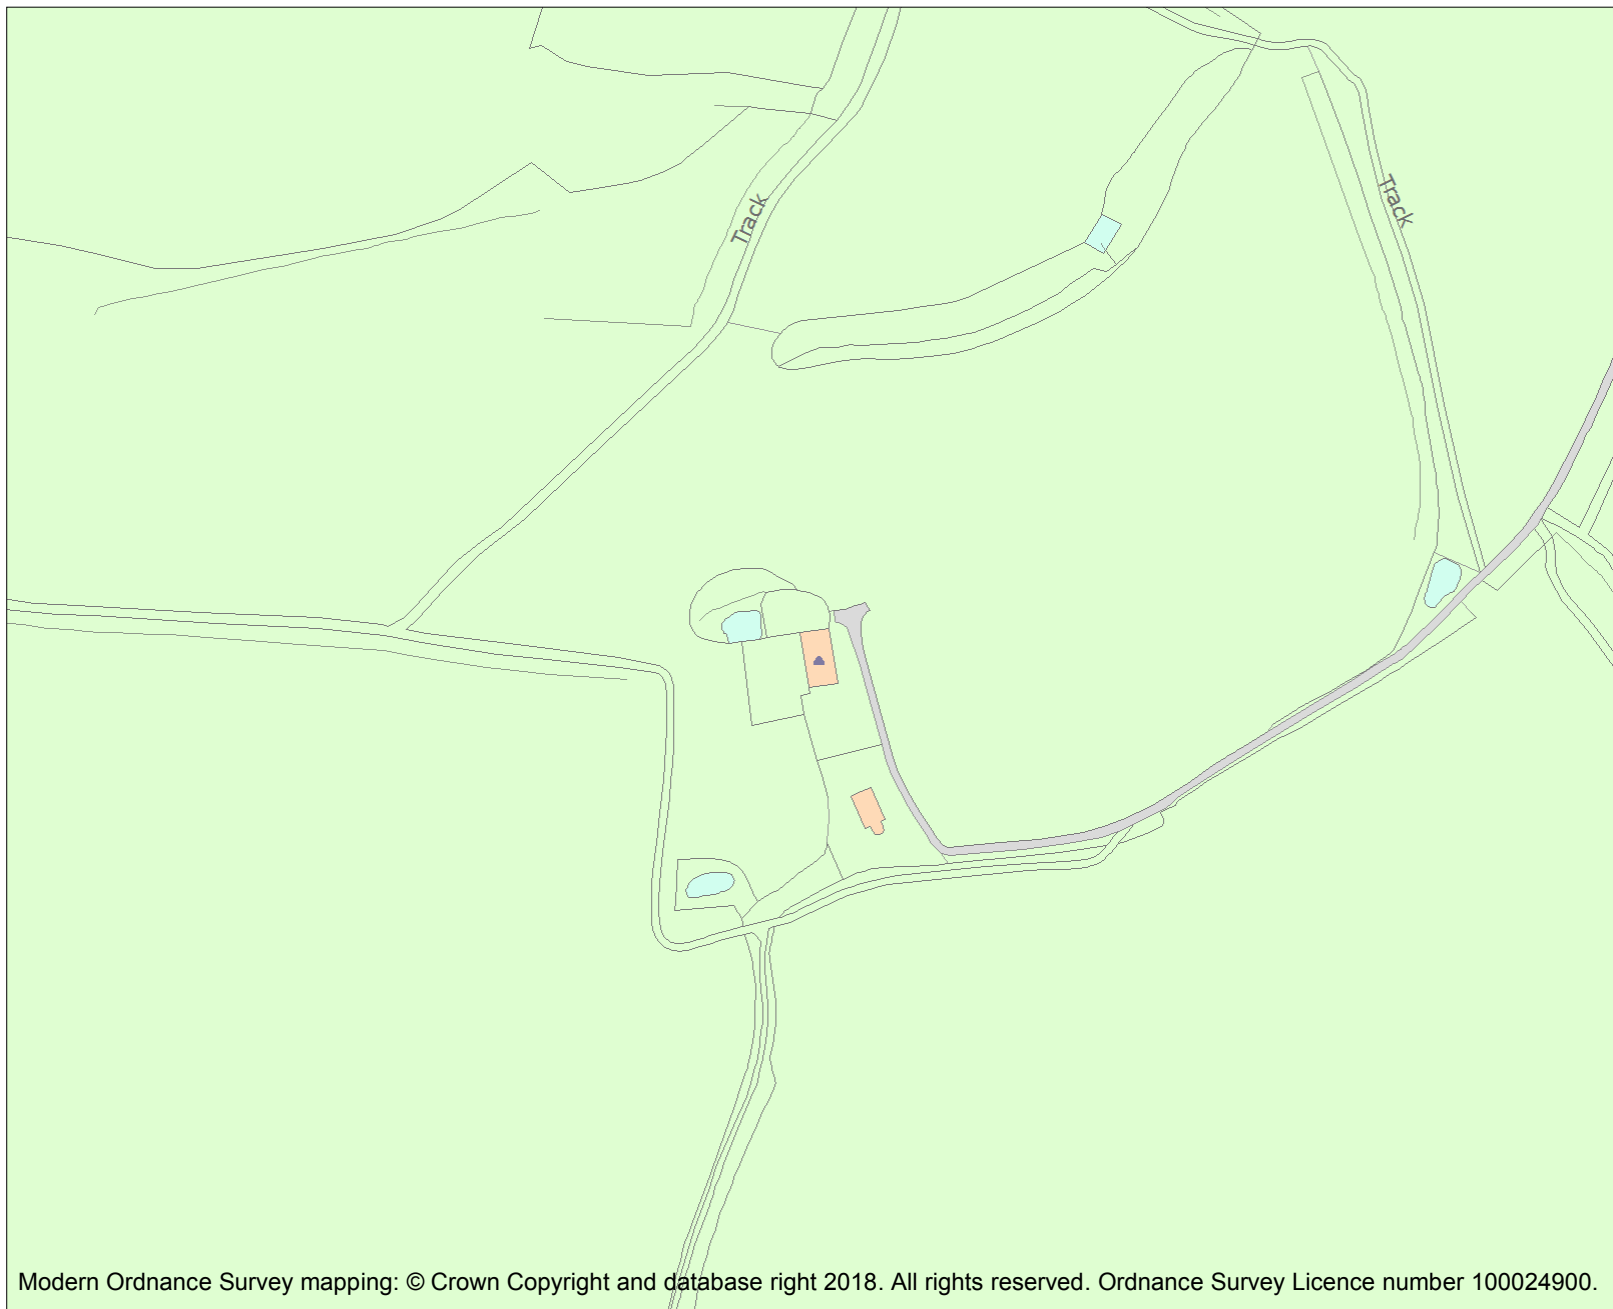 Track
Track
Modern Ordnance Survey mapping: © Crown Copyright and database right 2018. All rights reserved. Ordnance Survey Licence number 100024900.